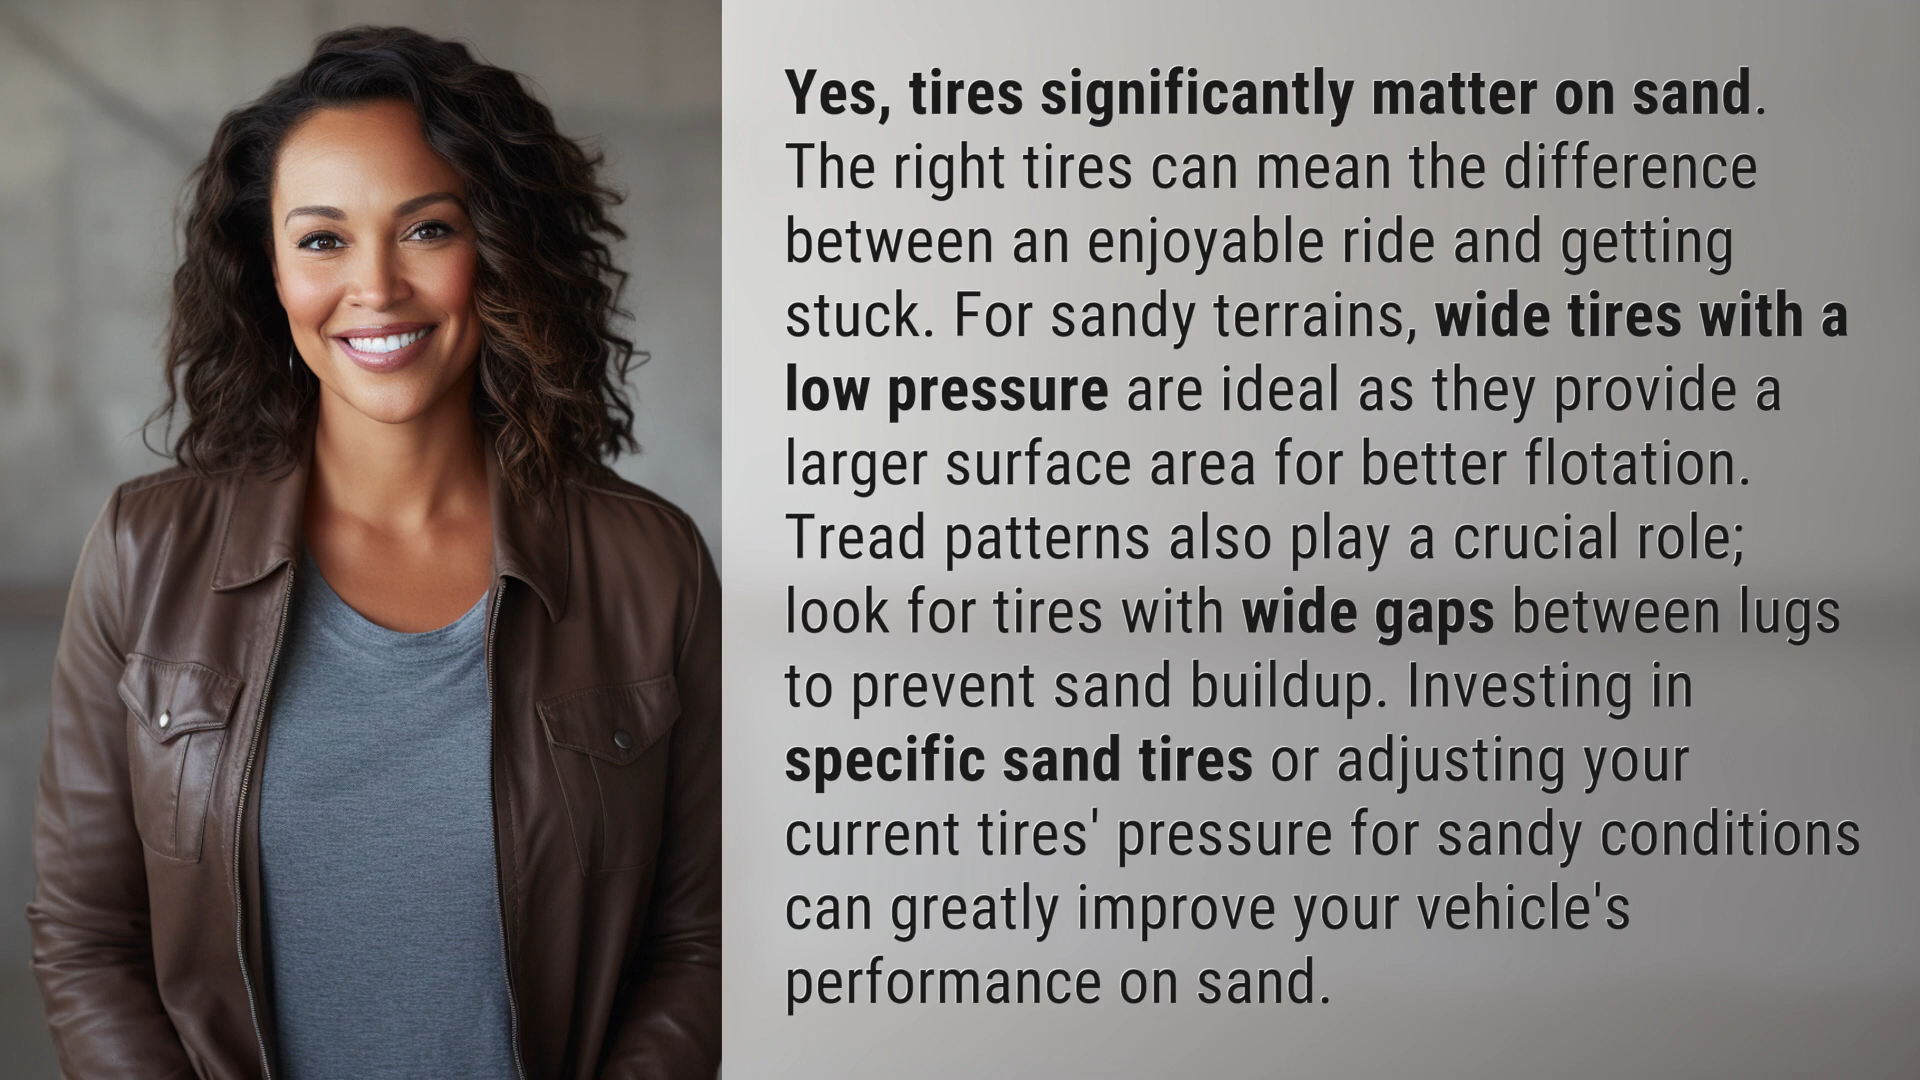 Yes, tires significantly matter on sand.
The right tires can mean the difference
between an enjoyable ride and getting
stuck. For sandy terrains, wide tires with a
low pressure are ideal as they provide a
larger surface area for better flotation.
Tread patterns also play a crucial role;
look for tires with wide gaps between lugs
to prevent sand buildup. Investing in
specific sand tires or adjusting your
current tires' pressure for sandy conditions
can greatly improve your vehicle's
performance on sand.